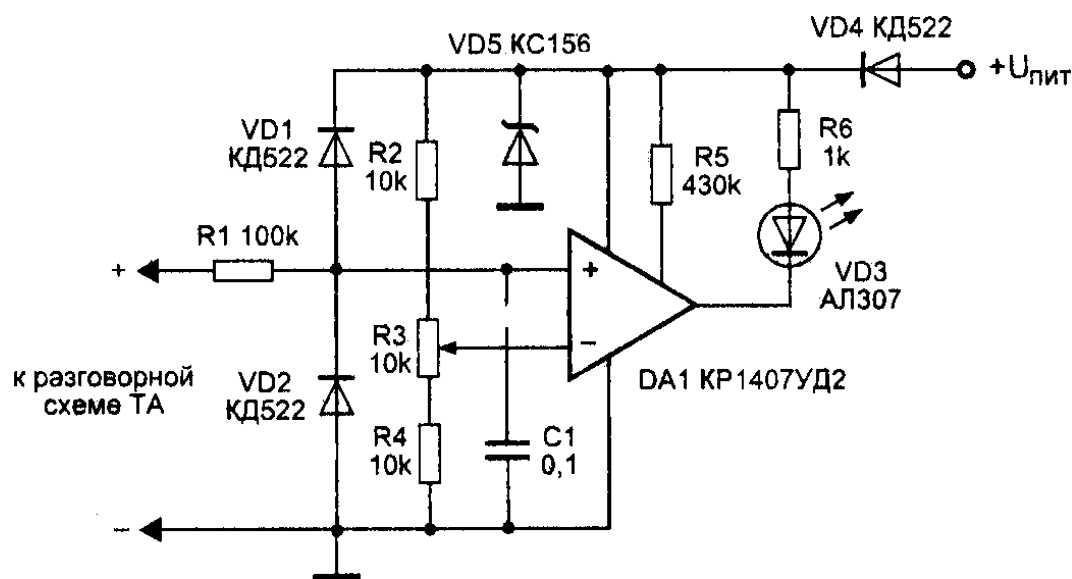 VD5 КС156
VD4 КД522
+Uпит
VD1
КД522
R2
10k
R5
430k
R6
1k
R1 100k
+
+
VD3
АЛ307
R3
10k
−
DA1 КР1407УД2
к разговорной
схеме ТА
VD2
КД522
R4
10k
C1
0,1
−